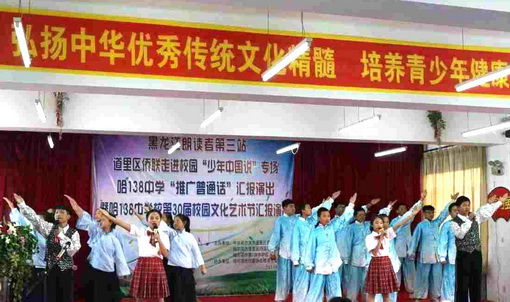 弘扬中华优秀传统文化精髓 培养青少年健康
黑龙江朗读者第三站
道里区侨联走进校园“少年中国说”专场
哈138中学“推广普通话”汇报演出
暨哈138中学校第30届校园文化艺术节汇报演